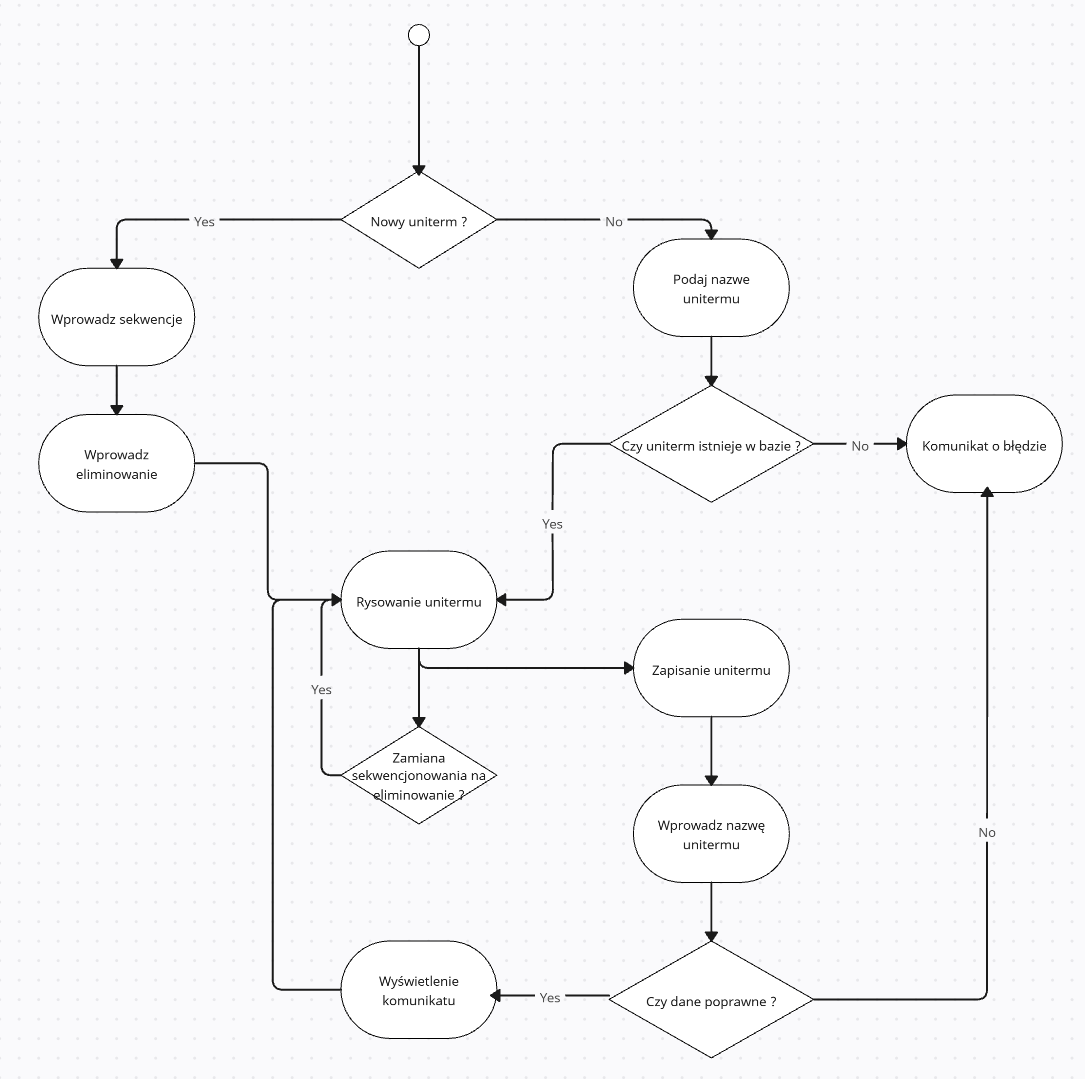 Nowy uniterm ?
Yes
No
Podaj nazwe
unitermu
Wprowadz sekwencje
Czy uniterm istnieje w bazie ?
No
Komunikat o błędzie
Wprowadz
eliminowanie
Yes
Rysowanie unitermu
Zapisanie unitermu
Yes
Zamiana
sekwencjonowania na
eliminowanie ?
Wprowadz nazwę
unitermu
No
Wyświetlenie
komunikatu
Yes
Czy dane poprawne ?